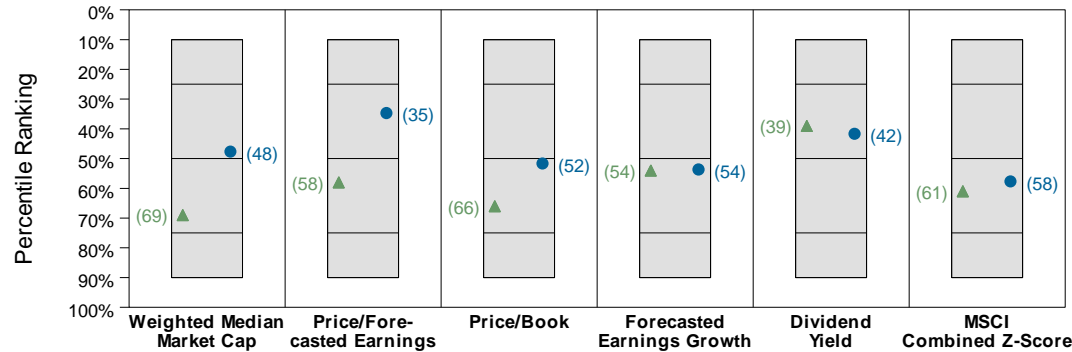 Percentile Ranking
0%
10%
20%
30%
40%
50%
60%
70%
80%
90%
100%
(69)
(48)
(58)
(35)
(66)
(52)
(54)
(54)
(39)
(42)
(61)
(58)
Weighted Median
Market Cap
Price/Fore-
casted Earnings
Price/Book
Forecasted
Earnings Growth
Dividend
Yield
MSCI
Combined Z-Score